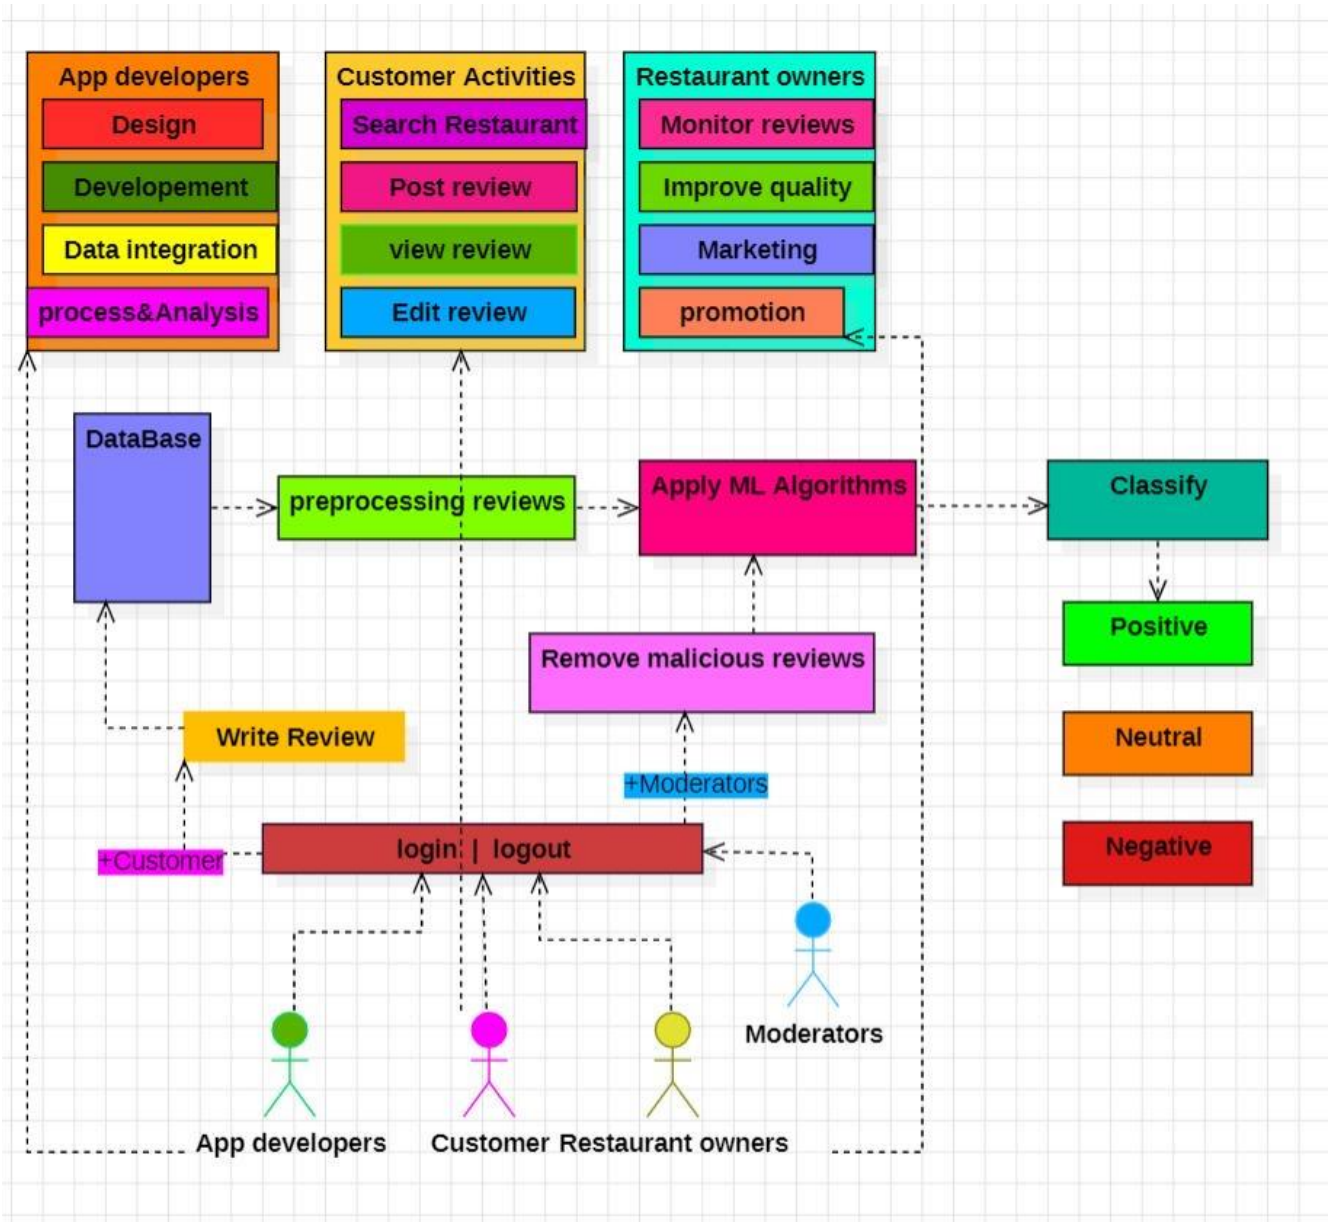 App developers
Design
Developement
Data integration
process&Analysis
Customer Activities
Search Restaurant
Post review
view review
Edit review
Restaurant owners
Monitor reviews
Improve quality
Marketing
promotion
DataBase
preprocessing reviews
Apply ML Algorithms
Classify
Positive
Neutral
Negative
Remove malicious reviews
Write Review
+Moderators
+Customer
login | logout
Moderators
App developers
Customer
Restaurant owners